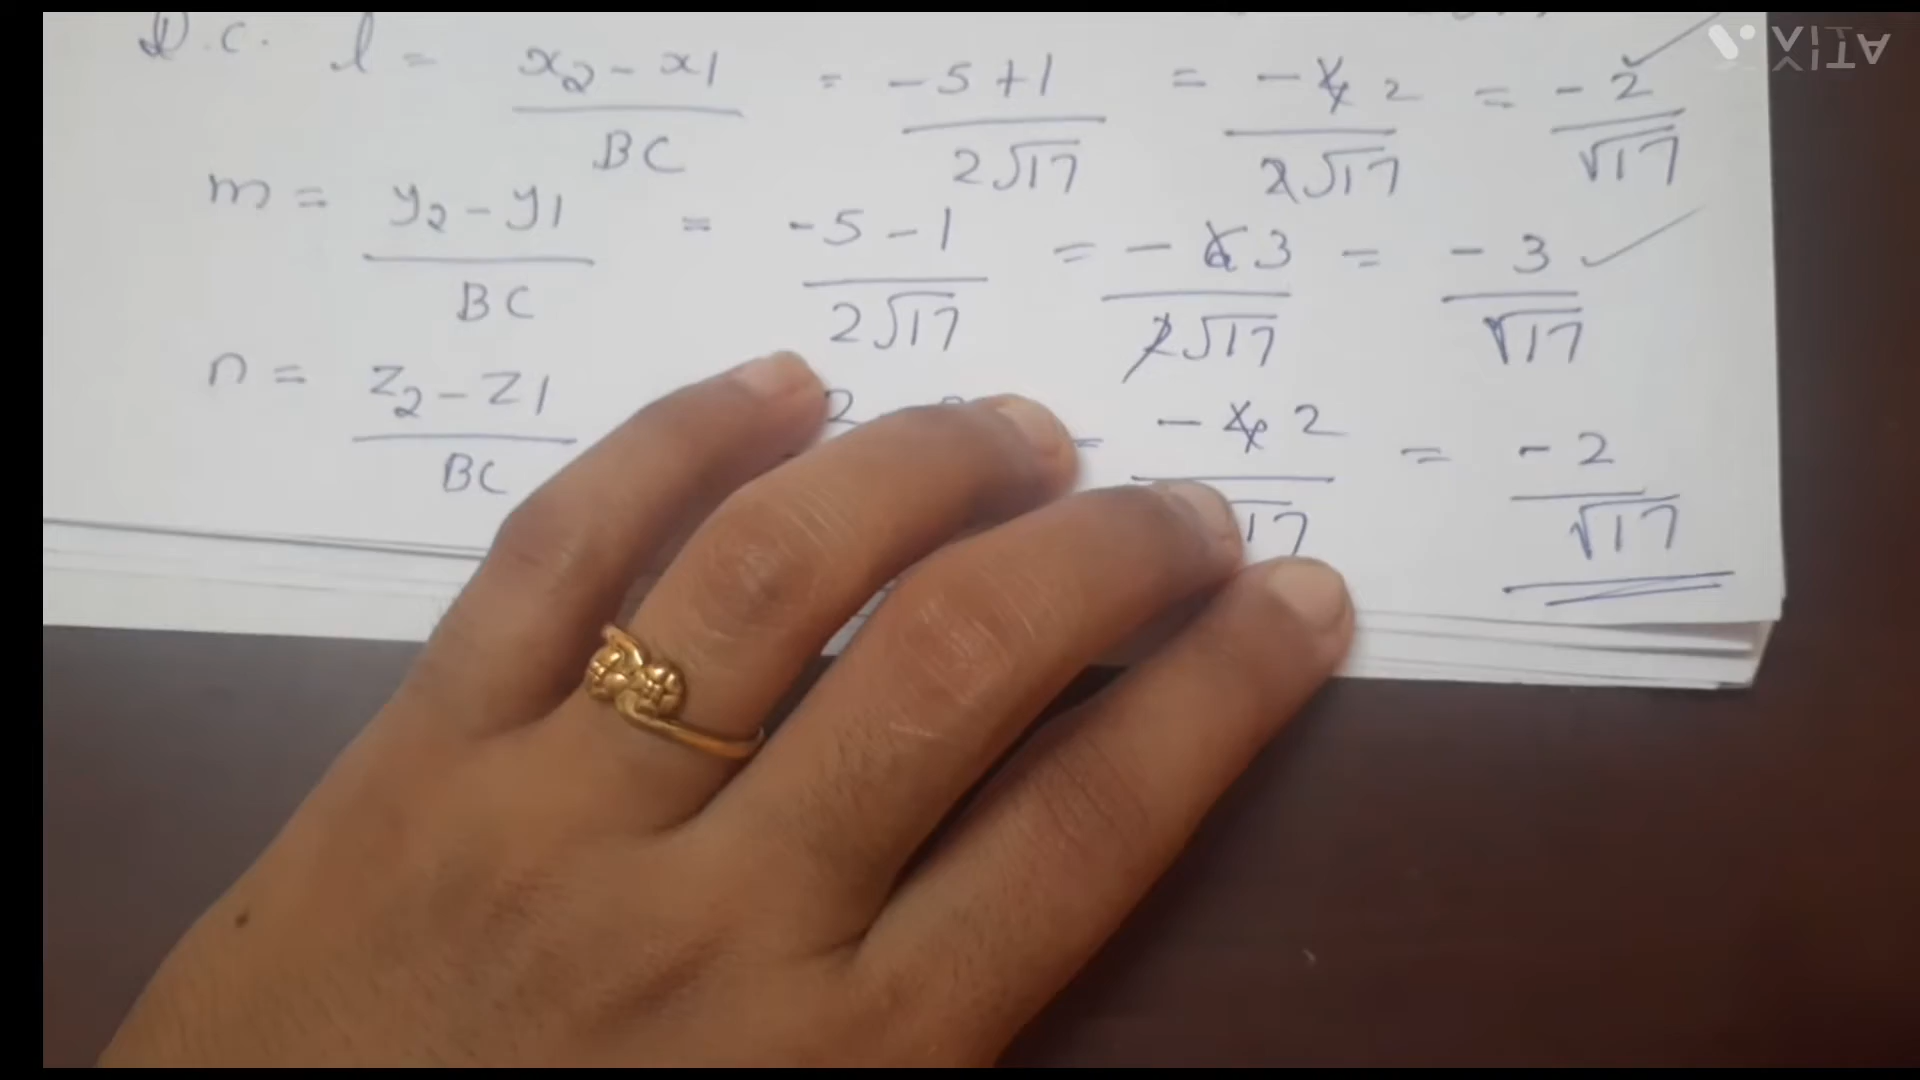 D.C. l = x2 - x1 / BC = -5+1 / 2√17 = -4 2 / 2√17 = -2 / √17
m = y2 - y1 / BC = -5-1 / 2√17 = -6 3 / 2√17 = -3 / √17
n = z2 - z1 / BC = -4 2 / √17 = -2 / √17
VITA